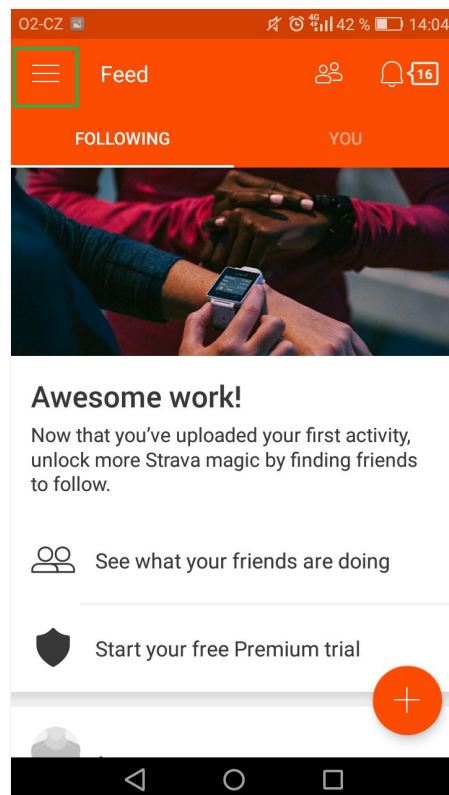 O2-CZ 4G 42 % 14:04
Feed 16
FOLLOWING YOU
Awesome work!
Now that you've uploaded your first activity,
unlock more Strava magic by finding friends
to follow.
See what your friends are doing
Start your free Premium trial